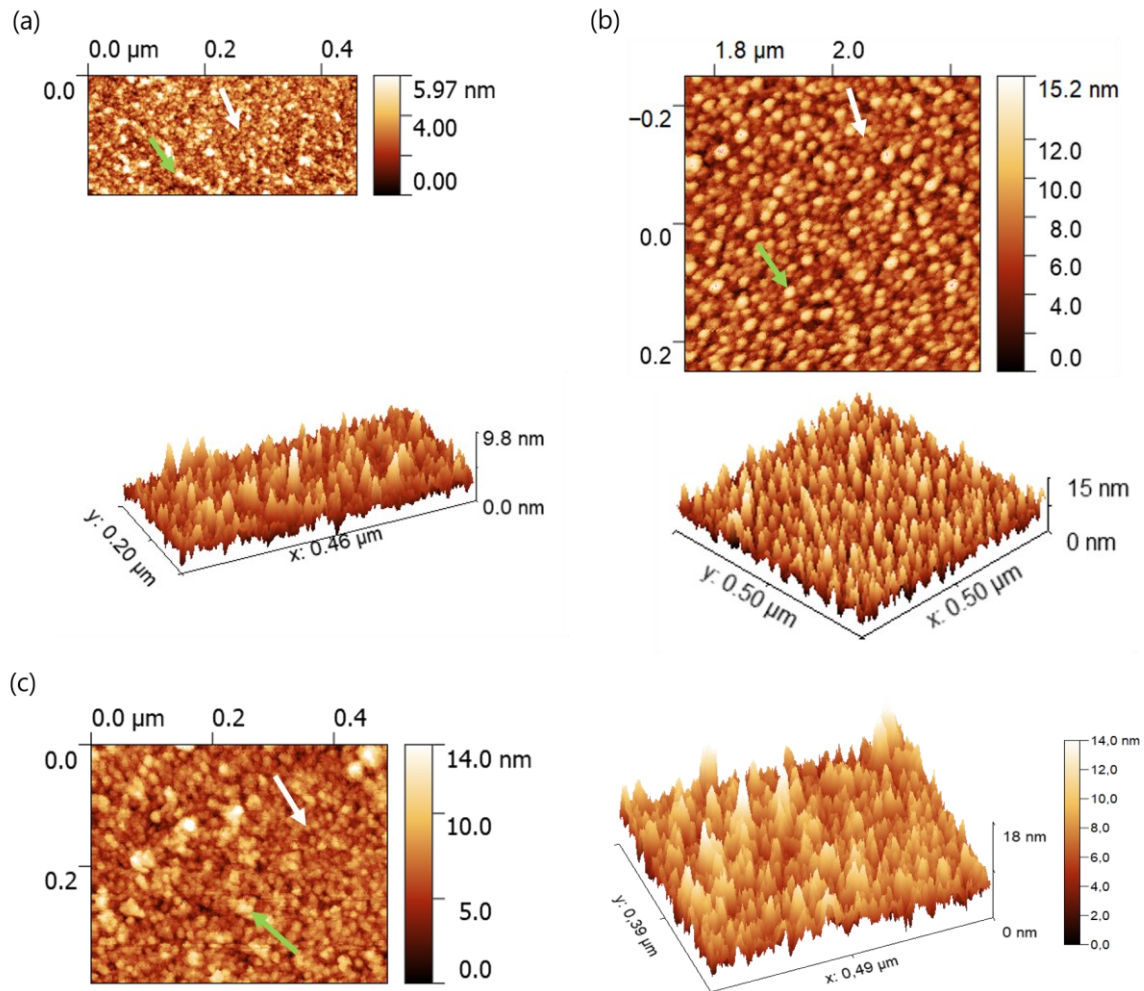 (a)
0.0 µm 0.2 0.4
0.0
5.97 nm
4.00
0.00
9.8 nm
0.0 nm
y: 0.20 µm
x: 0.46 µm
(b)
1.8 µm 2.0
−0.2
0.0
0.2
15.2 nm
12.0
10.0
8.0
6.0
4.0
0.0
15 nm
0 nm
y: 0.50 µm
x: 0.50 µm
(c)
0.0 µm 0.2 0.4
0.0
0.2
14.0 nm
10.0
5.0
0.0
18 nm
0 nm
y: 0,39 µm
x: 0,49 µm
14,0 nm
12,0
10,0
8,0
6,0
4,0
2,0
0,0